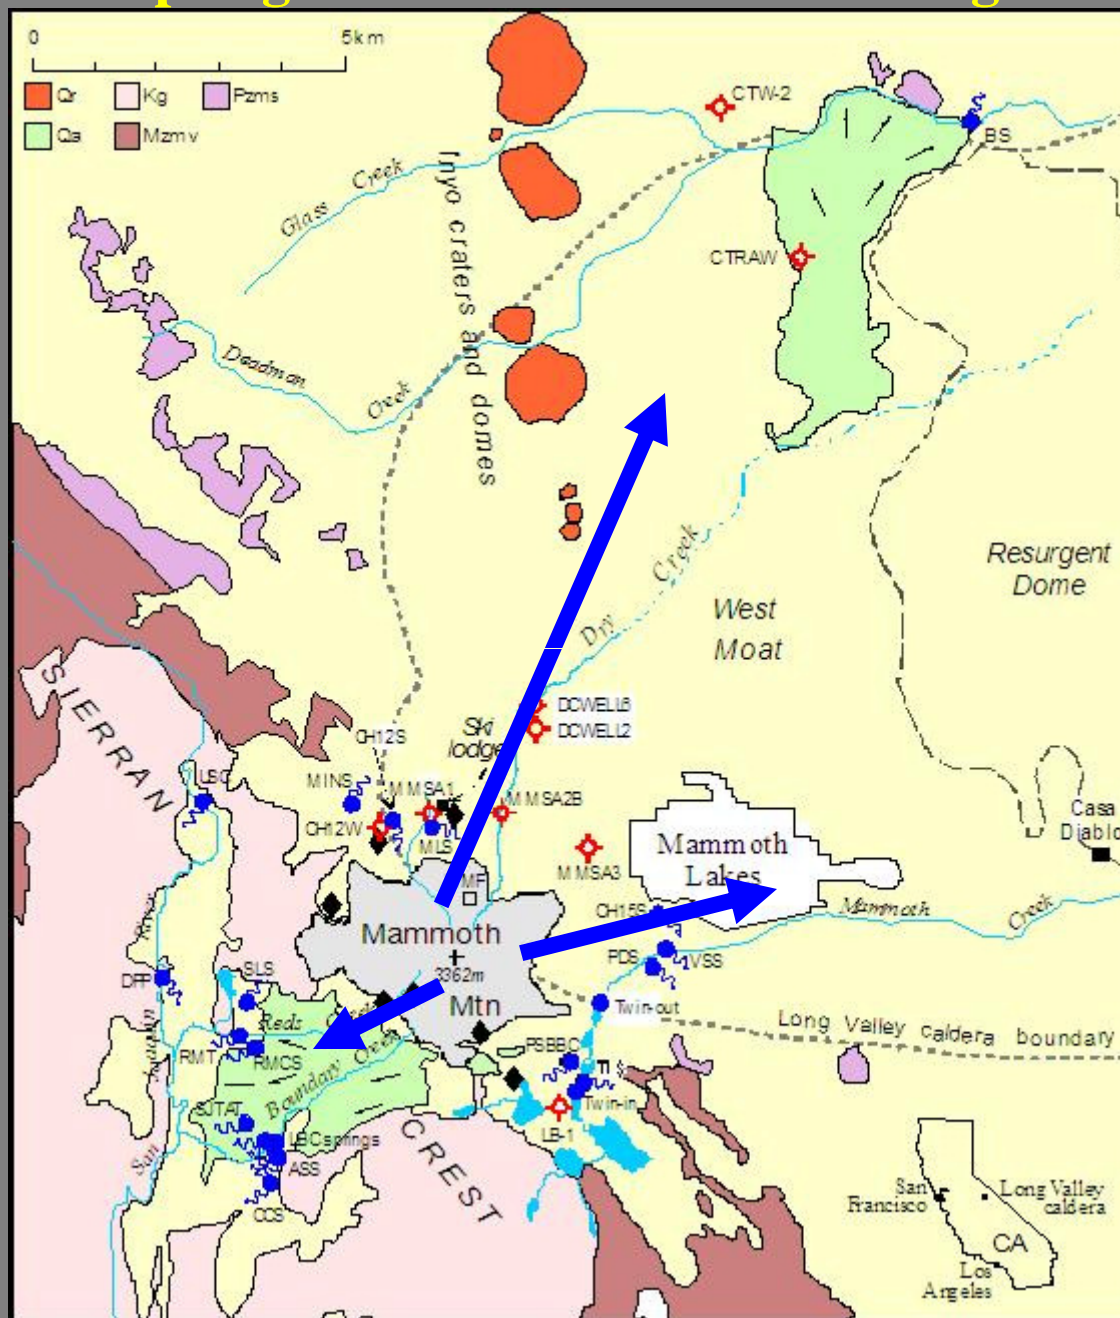 0
5km
Qr
Kg
Pzms
Qa
Mzmv
CTW-2
BS
Glass
Creek
Inyo craters and domes
CTRAW
Deadman
Creek
Resurgent
Dome
Creek
Dry
West
Moat
SIERRAN
DCWELL6
DCWELL2
Ski
lodge
CH12S
LSC
MINS
MMSA1
MMSA2B
CH12W
MLS
Casa
Diablo
MMSA3
Mammoth
Lakes
MF
CH15S
Mammoth
Creek
River
Mammoth
3362m
Mtn
PDS
VSS
DPP
SLS
Twin-out
Reds
Creek
Long Valley caldera boundary
Joaquin
RMT
RMCS
PSBBC
Boundary Creek
Twin-in
SJTAT
LB-1
CREST
LBCsprings
San
ASS
CCS
San
Francisco
Long Valley
caldera
CA
Los
Angeles